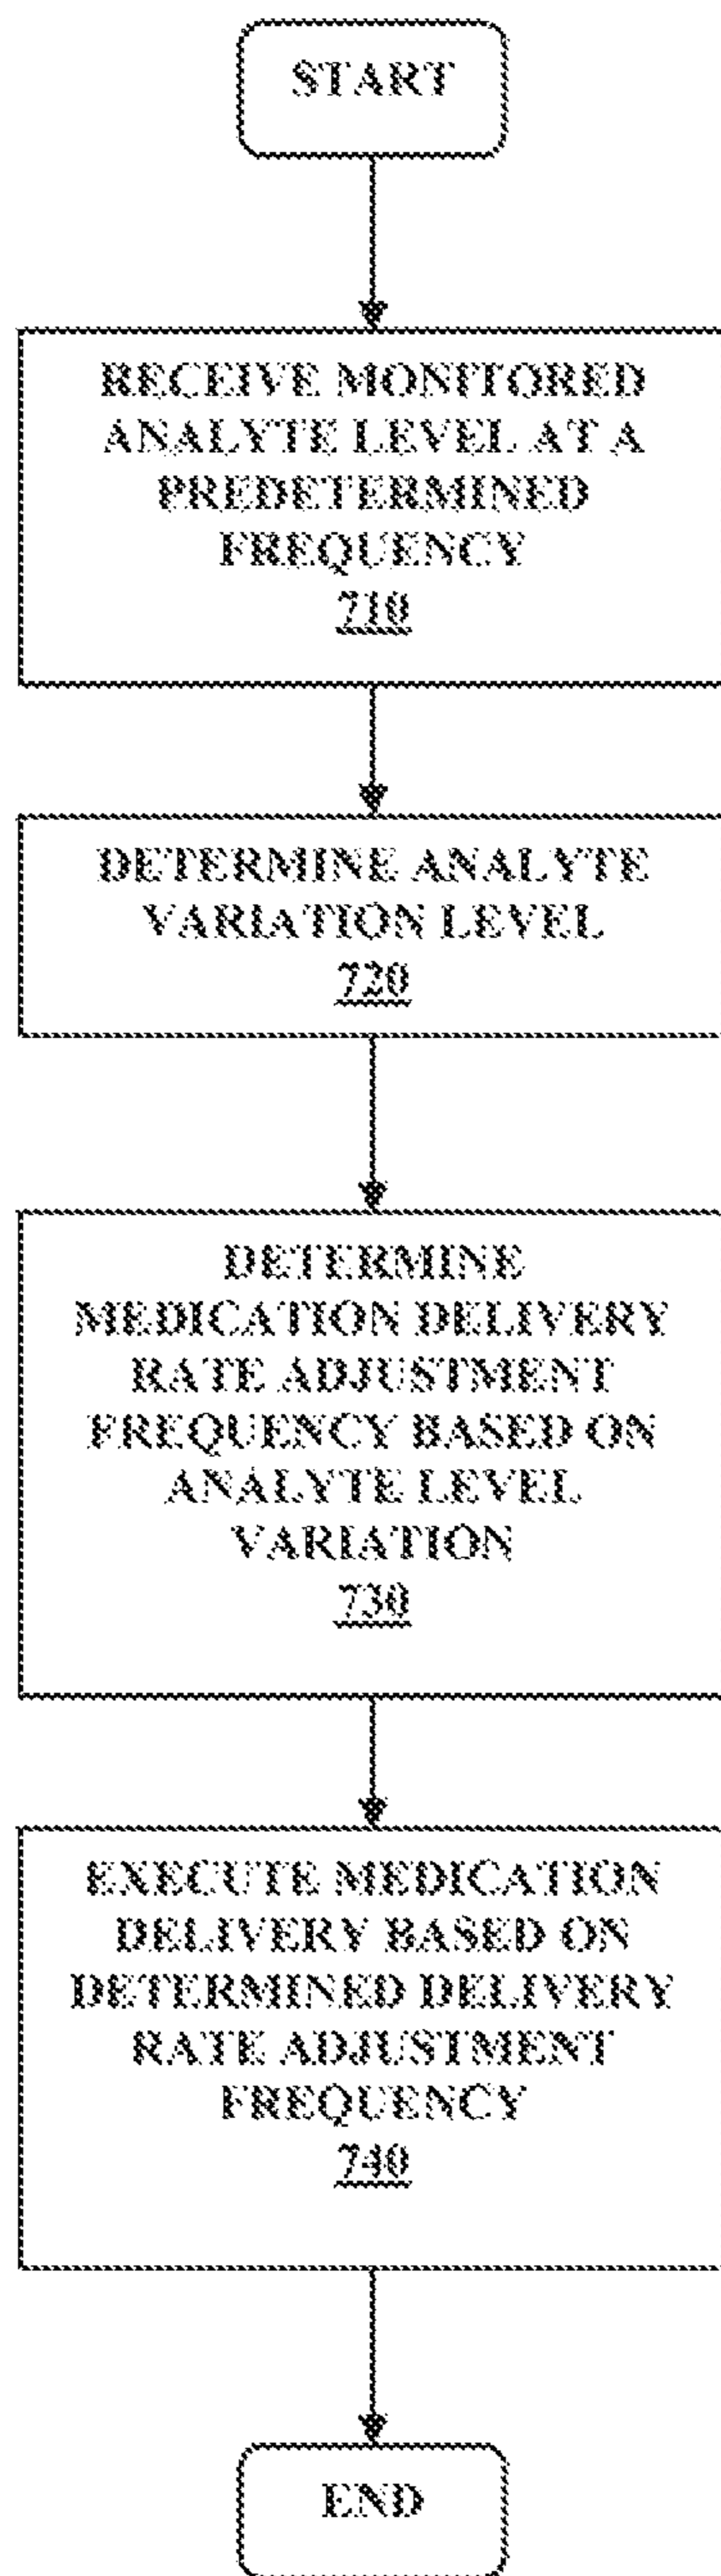 START
RECEIVE MONITORED
ANALYTE LEVEL AT A
PREDETERMINED
FREQUENCY
710
DETERMINE ANALYTE
VARIATION LEVEL
720
DETERMINE
MEDICATION DELIVERY
RATE ADJUSTMENT
FREQUENCY BASED ON
ANALYTE LEVEL
VARIATION
730
EXECUTE MEDICATION
DELIVERY BASED ON
DETERMINED DELIVERY
RATE ADJUSTMENT
FREQUENCY
740
END